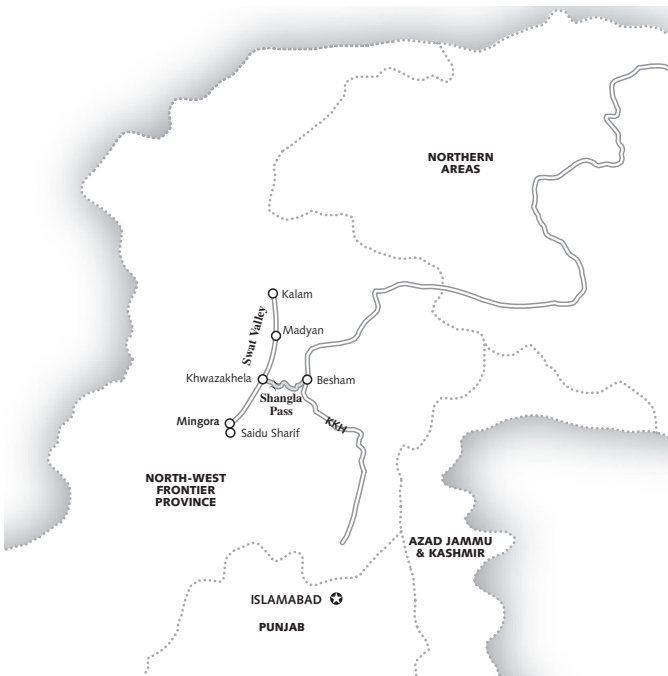 NORTHERN
AREAS
Kalam
Swat Valley
Madyan
Khwazakhela
Besham
Shangla
Pass
Mingora
KKH
Saidu Sharif
NORTH-WEST
FRONTIER
PROVINCE
AZAD JAMMU
& KASHMIR
ISLAMABAD
PUNJAB